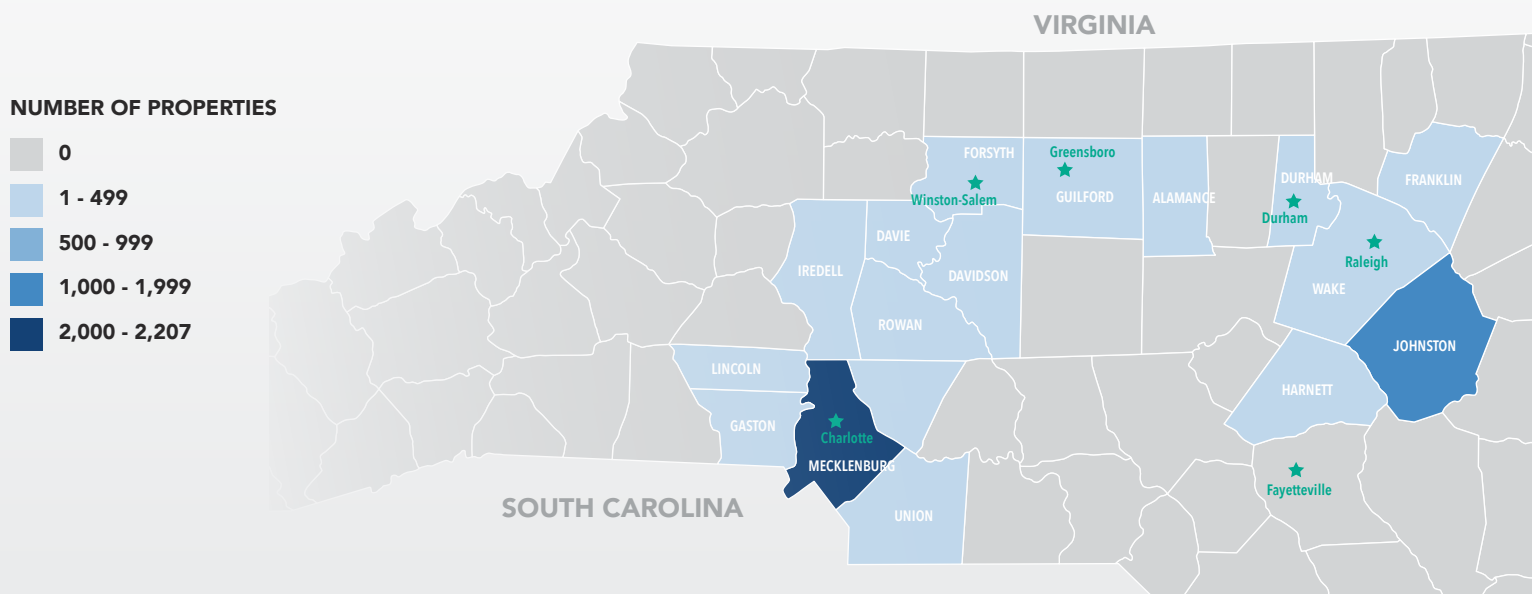 VIRGINIA
NUMBER OF PROPERTIES
0
1 - 499
500 - 999
1,000 - 1,999
2,000 - 2,207
FORSYTH
Greensboro
Winston-Salem
GUILFORD
ALAMANCE
DURHAM
Durham
FRANKLIN
DAVIE
IREDELL
DAVIDSON
Raleigh
WAKE
ROWAN
JOHNSTON
LINCOLN
HARNETT
GASTON
Charlotte
MECKLENBURG
Fayetteville
SOUTH CAROLINA
UNION